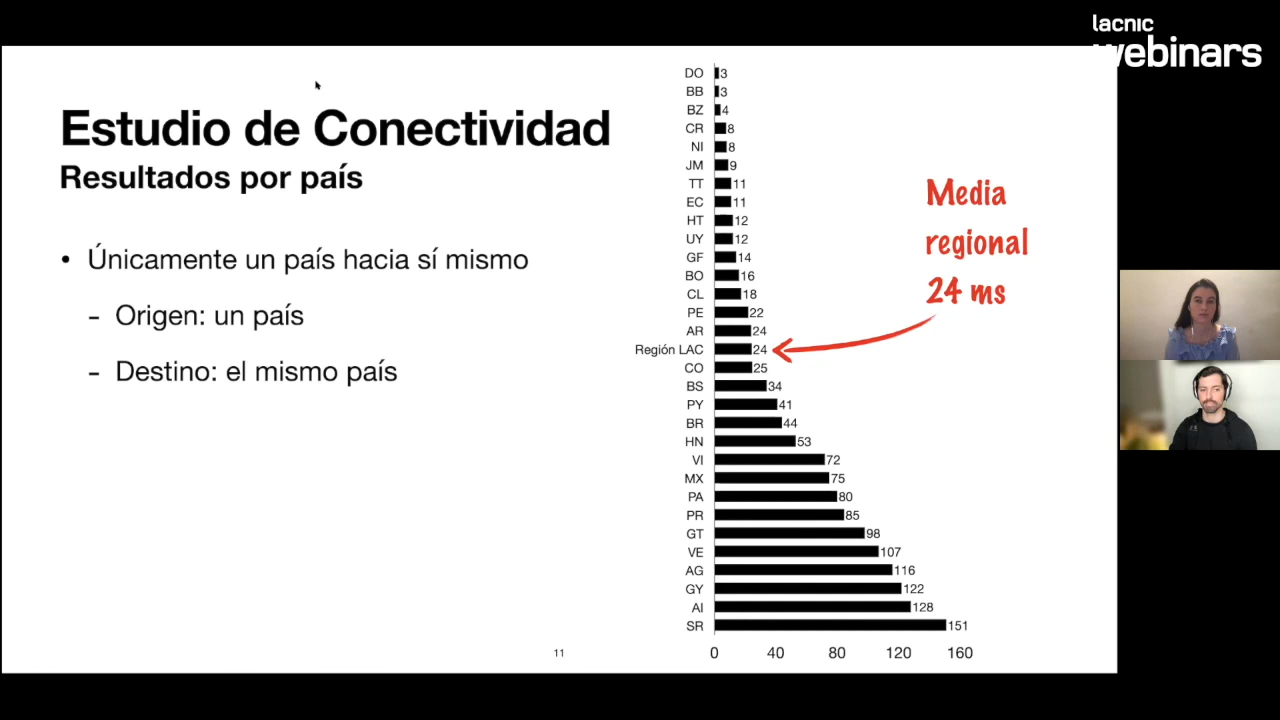 lacnic
webinars
Estudio de Conectividad
Resultados por país
• Únicamente un país hacia sí mismo
- Origen: un país
- Destino: el mismo país
DO 3
BB 3
BZ 4
CR 8
NI 8
JM 9
TT 11
EC 11
HT 12
UY 12
GF 14
BO 16
CL 18
PE 22
AR 24
Región LAC 24
CO 25
BS 34
PY 41
BR 44
HN 53
VI 72
MX 75
PA 80
PR 85
GT 98
VE 107
AG 116
GY 122
AI 128
SR 151
0 40 80 120 160
Media
regional
24 ms
11